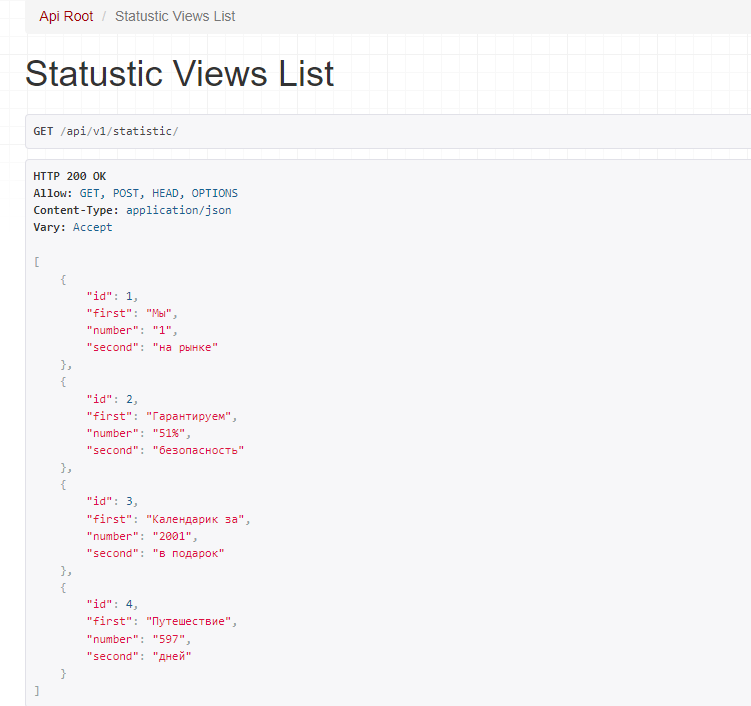 Api Root / Statustic Views List
Statustic Views List
GET /api/v1/statistic/
HTTP 200 OK
Allow: GET, POST, HEAD, OPTIONS
Content-Type: application/json
Vary: Accept
[
    {
        "id": 1,
        "first": "Мы",
        "number": "1",
        "second": "на рынке"
    },
    {
        "id": 2,
        "first": "Гарантируем",
        "number": "51%",
        "second": "безопасность"
    },
    {
        "id": 3,
        "first": "Календарик за",
        "number": "2001",
        "second": "в подарок"
    },
    {
        "id": 4,
        "first": "Путешествие",
        "number": "597",
        "second": "дней"
    }
]